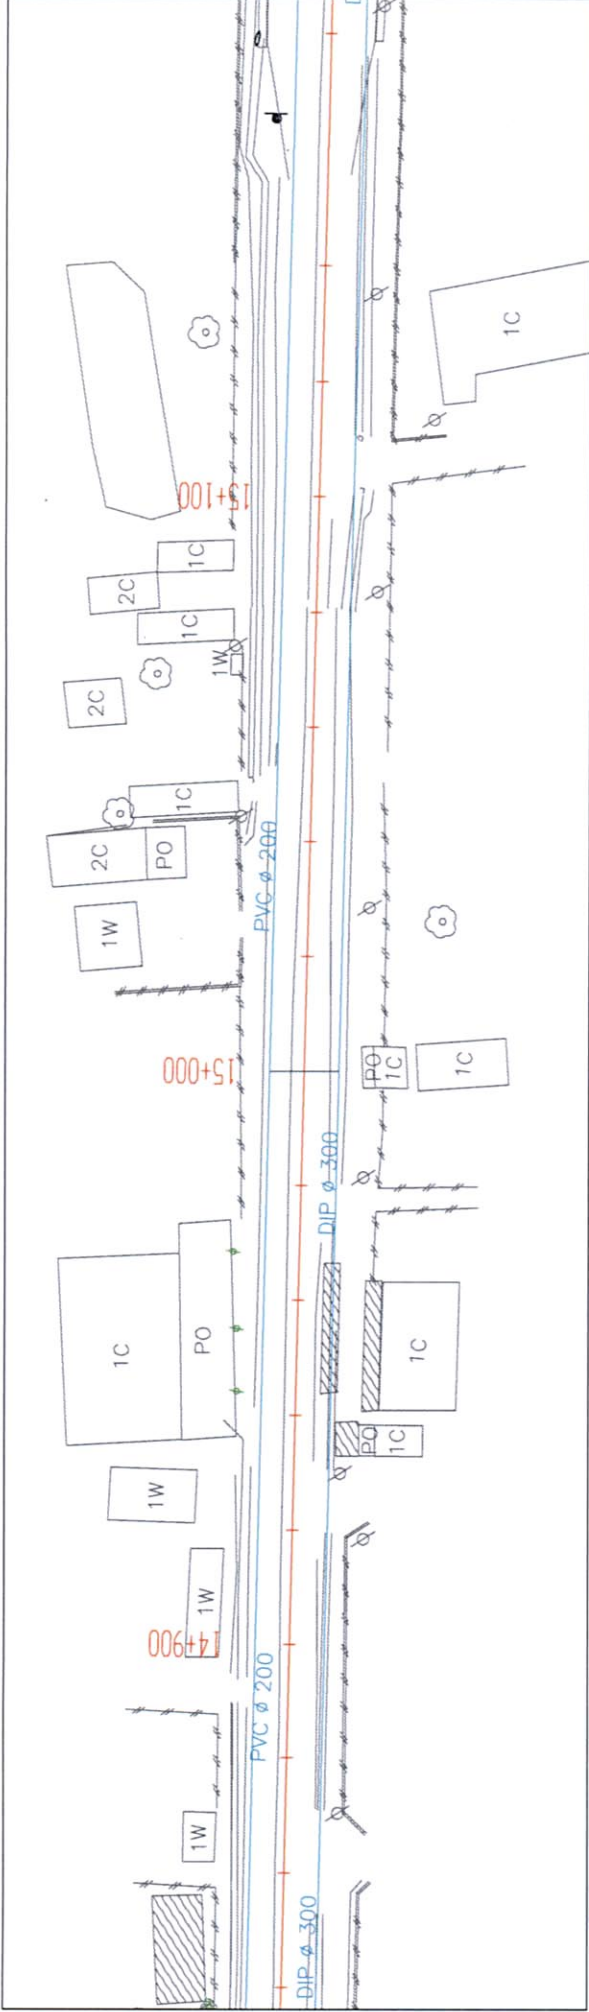 D
1C
15+100
1C
2C
1C
1W
2C
1C
PVC ø 200
2C
PO
1W
15+000
PO
1C
1C
DIP ø 300
1C
PO
1C
PO
1C
1W
1W
14+900
PVC ø 200
1W
DIP ø 300